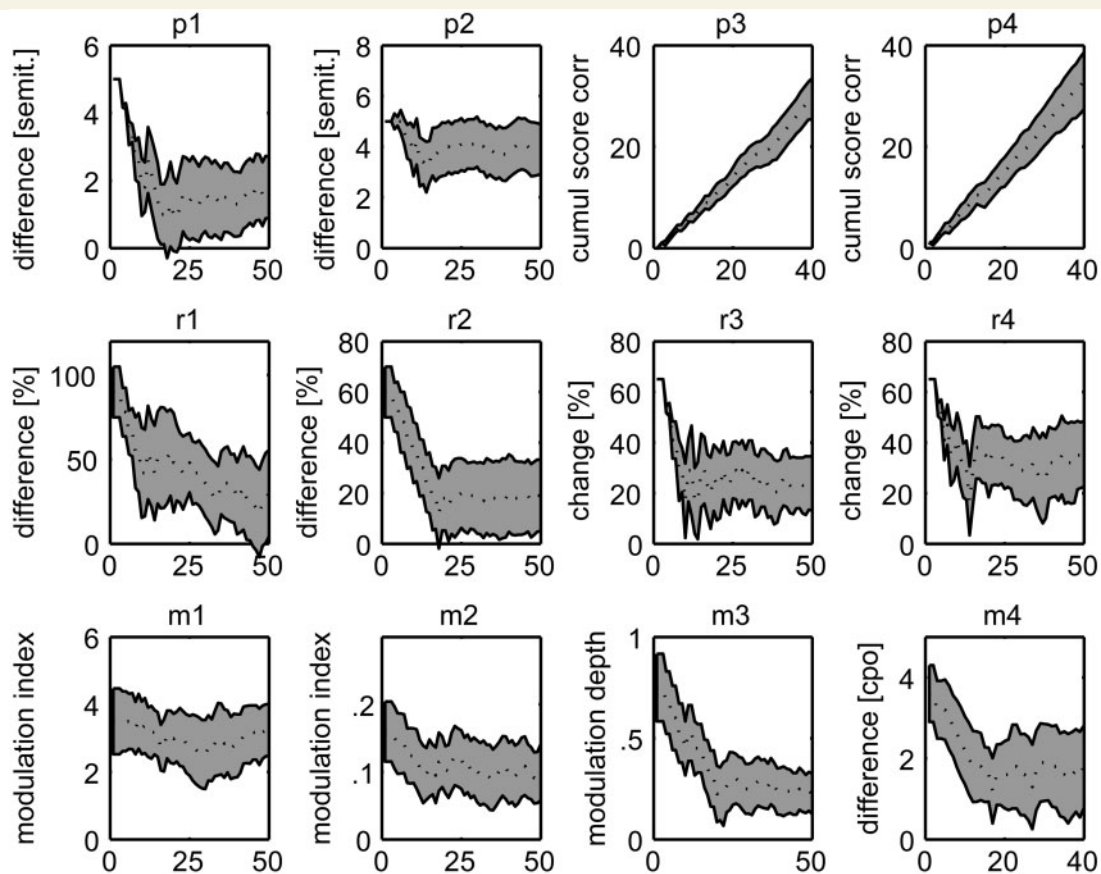 p1 p2 p3 p4
difference [semit.]
6
4
2
0
0 25 50
difference [semit.]
8
6
4
2
0
0 25 50
cumul score corr
40
20
0
0 20 40
cumul score corr
40
20
0
0 20 40
r1 r2 r3 r4
difference [%]
100
50
0
0 25 50
difference [%]
80
60
40
20
0
0 25 50
change [%]
80
60
40
20
0
0 20 40
change [%]
80
60
40
20
0
0 20 40
m1 m2 m3 m4
modulation index
6
4
2
0
0 25 50
modulation index
.2
.1
0
0 25 50
modulation depth
1
.5
0
0 25 50
difference [cpo]
4
2
0
0 20 40